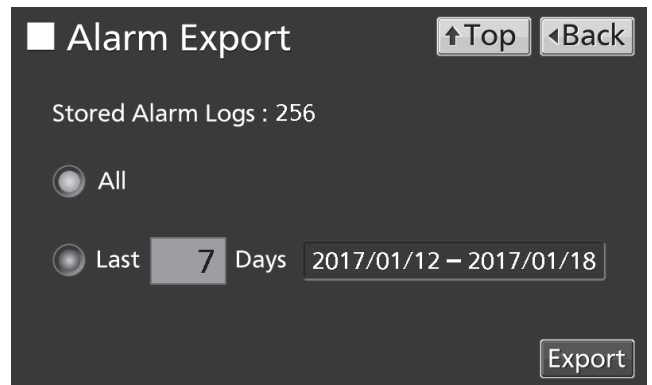 Alarm Export ↑Top ◂Back
Stored Alarm Logs : 256
All
Last 7 Days 2017/01/12 – 2017/01/18
Export